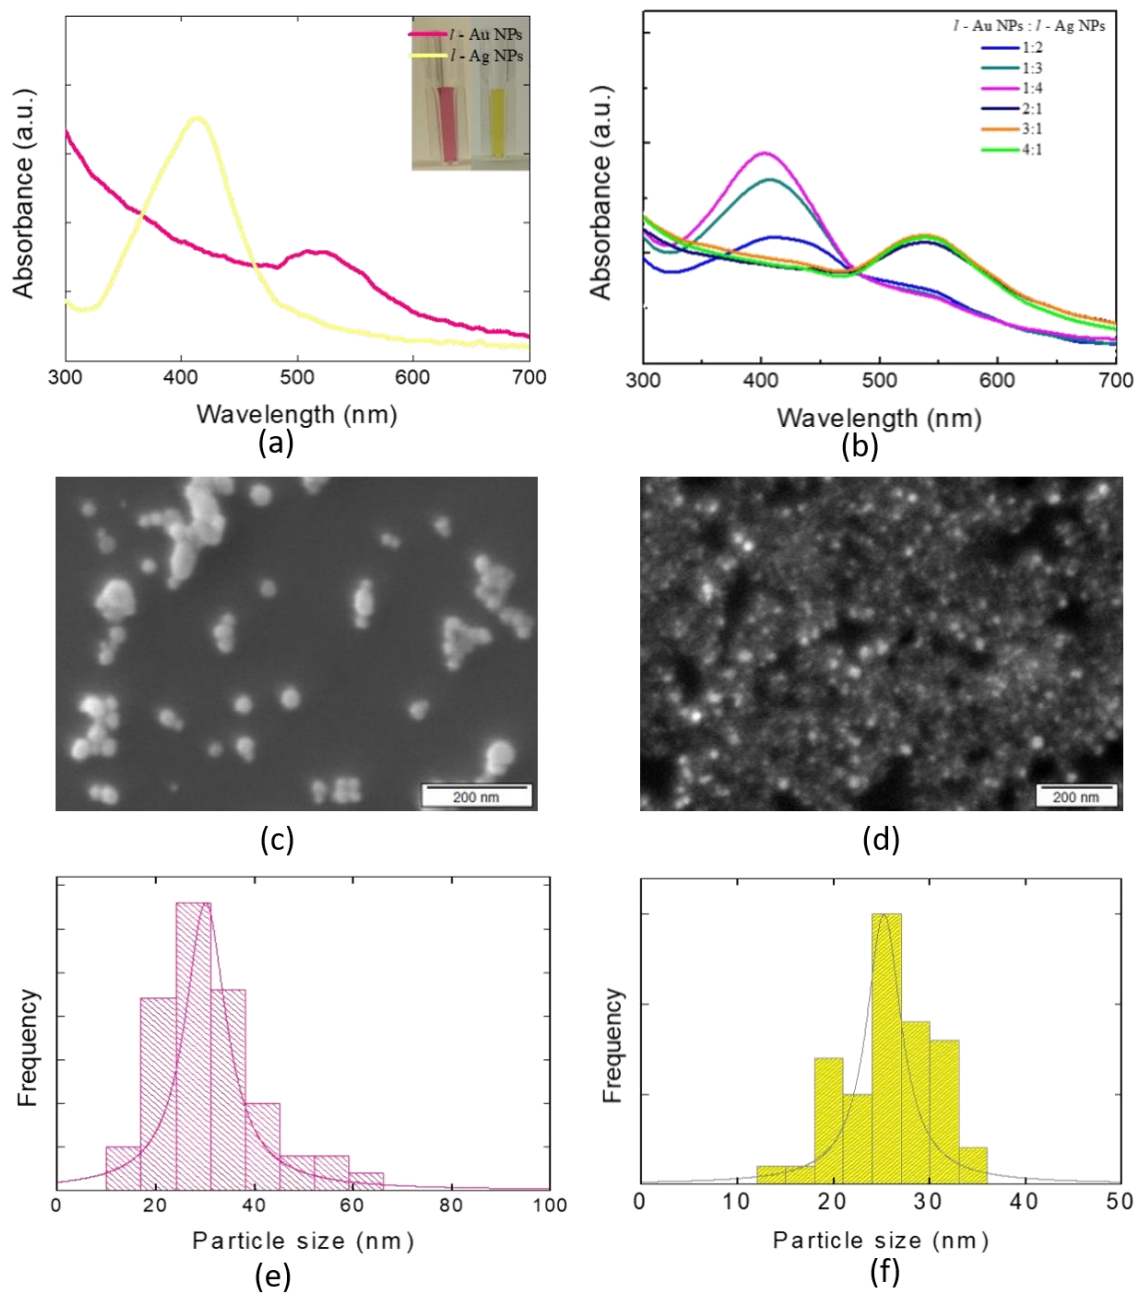 l - Au NPs
l - Ag NPs
Absorbance (a.u.)
300 400 500 600 700
Wavelength (nm)
(a)
l - Au NPs : l - Ag NPs
1:2
1:3
1:4
2:1
3:1
4:1
Absorbance (a.u.)
300 400 500 600 700
Wavelength (nm)
(b)
200 nm
(c)
200 nm
(d)
Frequency
0 20 40 60 80 100
Particle size (nm)
(e)
Frequency
0 10 20 30 40 50
Particle size (nm)
(f)